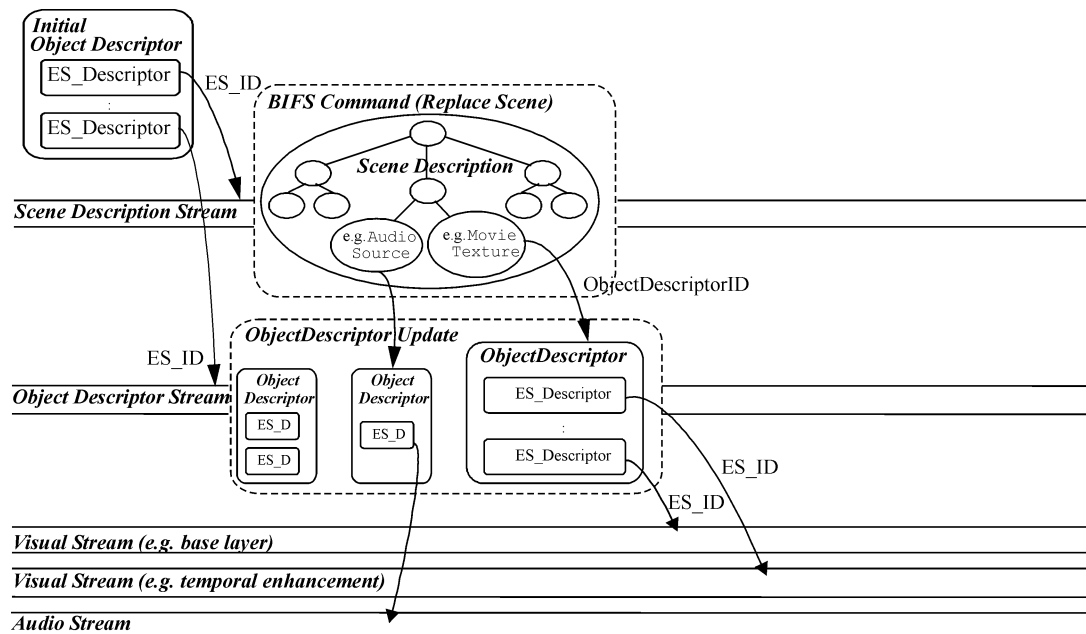 Initial
Object Descriptor
ES_Descriptor
:
ES_Descriptor
ES_ID
BIFS Command (Replace Scene)
Scene Description
Scene Description Stream
e.g.Audio
Source
e.g.Movie
Texture
ObjectDescriptorID
ES_ID
ObjectDescriptor Update
Object Descriptor Stream
Object
Descriptor
ES_D
ES_D
Object
Descriptor
ES_D
ObjectDescriptor
ES_Descriptor
:
ES_Descriptor
ES_ID
ES_ID
Visual Stream (e.g. base layer)
Visual Stream (e.g. temporal enhancement)
Audio Stream